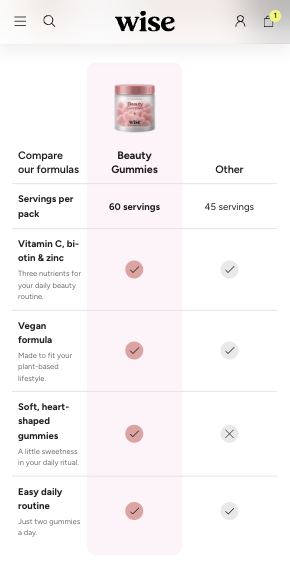 wise
1
Beauty
wise
Compare
our formulas
Beauty
Gummies
Other
Servings per
pack
60 servings
45 servings
Vitamin C, bi-
otin & zinc
Three nutrients for
your daily beauty
routine.
Vegan
formula
Made to fit your
plant-based
lifestyle.
Soft, heart-
shaped
gummies
A little sweetness
in your daily ritual.
Easy daily
routine
Just two gummies
a day.